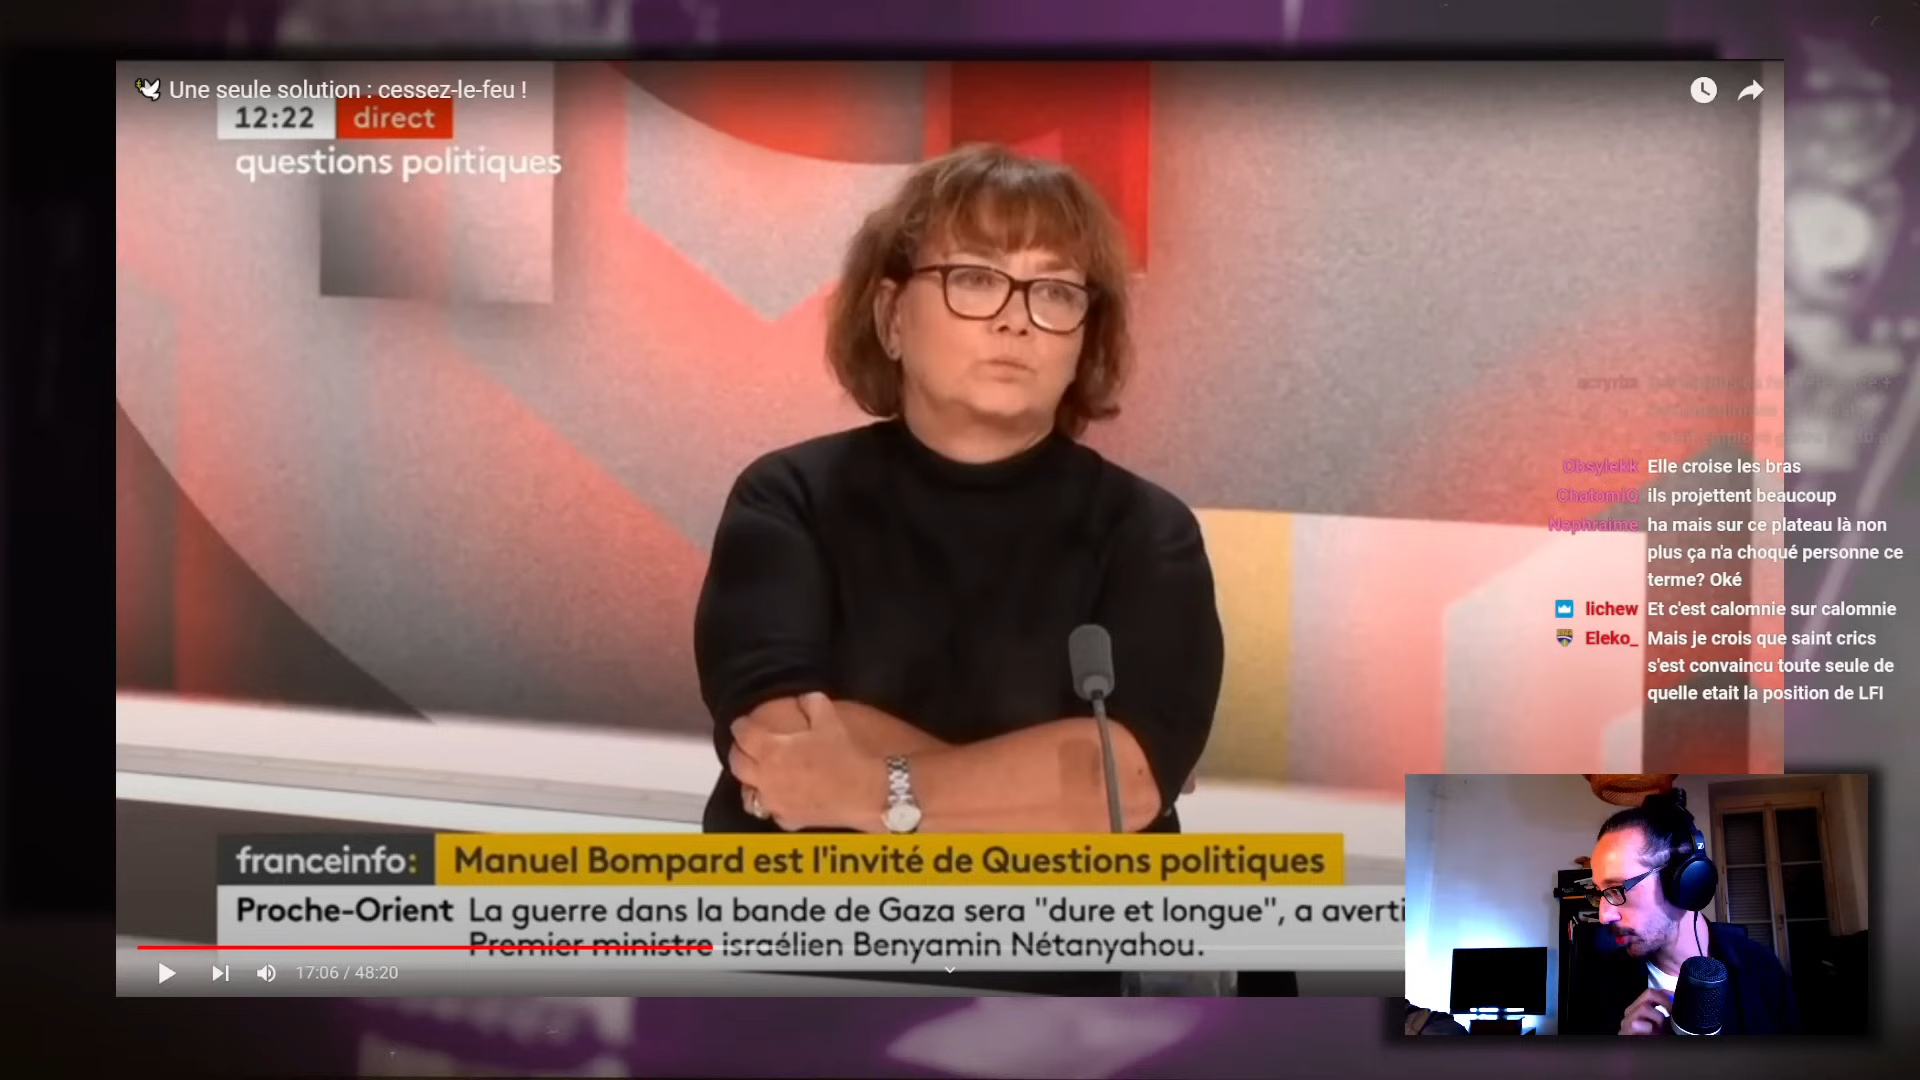 Une seule solution : cessez-le-feu !
12:22 direct
questions politiques
Obsylekk Elle croise les bras
ChatomiQ ils projettent beaucoup
Nephraime ha mais sur ce plateau là non
plus ça n'a choqué personne ce
terme? Oké
lichew Et c'est calomnie sur calomnie
Eleko_ Mais je crois que saint crics
s'est convaincu toute seule de
quelle etait la position de LFI
franceinfo: Manuel Bompard est l'invité de Questions politiques
Proche-Orient La guerre dans la bande de Gaza sera "dure et longue", a averti
Premier ministre israélien Benyamin Nétanyahou.
17:06 / 48:20